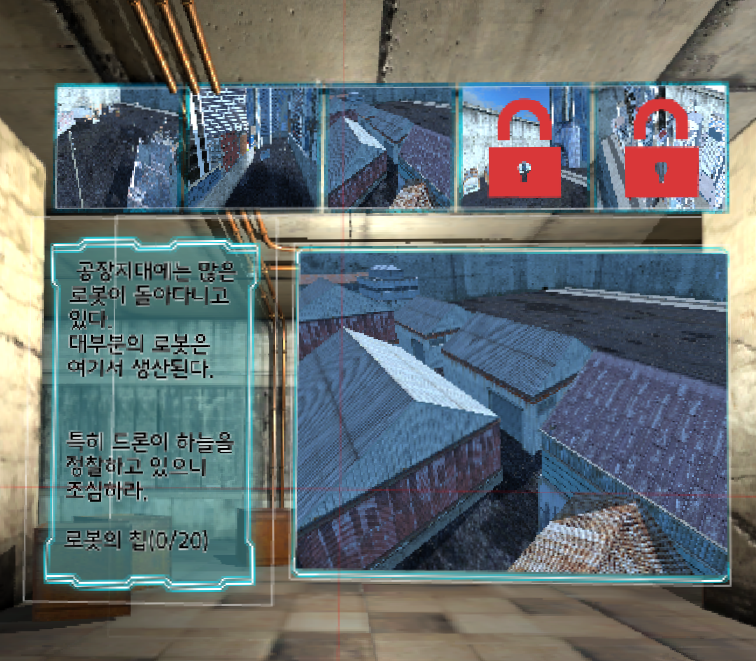 공장지대에는 많은
로봇이 돌아다니고
있다.
대부분의 로봇은
여기서 생산된다.
특히 드론이 하늘을
정찰하고 있으니
조심하라.
로봇의 칩(0/20)